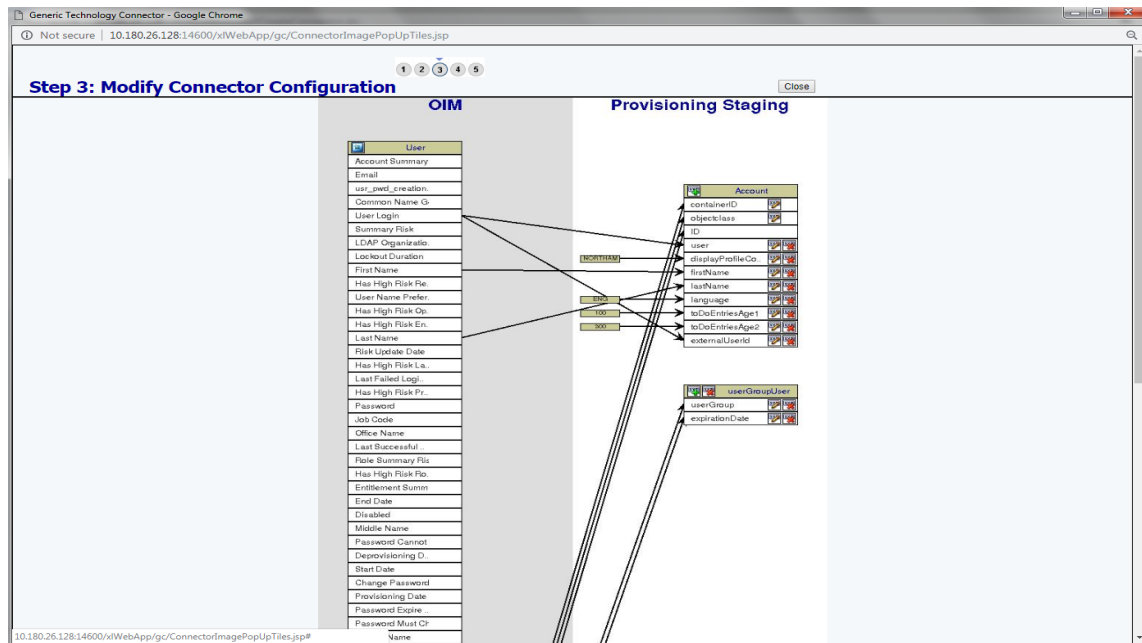 Generic Technology Connector - Google Chrome
Not secure | 10.180.26.128:14600/xlWebApp/gc/ConnectorImagePopUpTiles.jsp
1 2 3 4 5
Step 3: Modify Connector Configuration
Close
OIM
Provisioning Staging
User
Account Summary
Email
usr_pwd_creation.
Common Name G
User Login
Summary Risk
LDAP Organizatio.
Lockout Duration
First Name
Has High Risk Re.
User Name Prefer.
Has High Risk Op.
Has High Risk En.
Last Name
Risk Update Date
Has High Risk La..
Last Failed Logi..
Has High Risk Pr..
Password
Job Code
Office Name
Last Successful ..
Role Summary Ris
Has High Risk Ro.
Entitlement Summ
End Date
Disabled
Middle Name
Password Cannot
Deprovisioning D..
Start Date
Change Password
Provisioning Date
Password Expire ..
Password Must Ch
Name
NORTHAM
ENG
100
300
Account
containerID
objectclass
ID
user
displayProfileCo..
firstName
lastName
language
toDoEntriesAge1
toDoEntriesAge2
externalUserId
userGroupUser
userGroup
expirationDate
10.180.26.128:14600/xlWebApp/gc/ConnectorImagePopUpTiles.jsp#